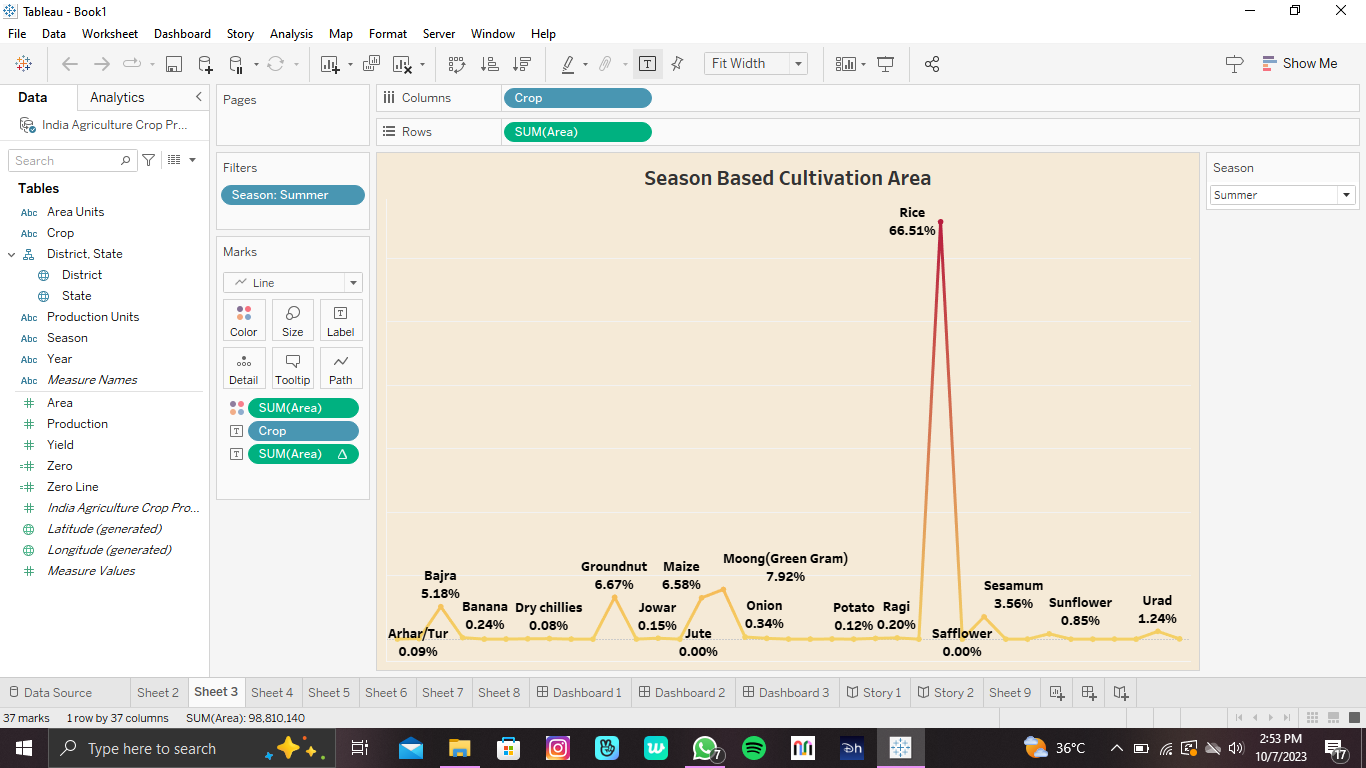 Tableau - Book1
File Data Worksheet Dashboard Story Analysis Map Format Server Window Help
Fit Width
Show Me
Data Analytics
India Agriculture Crop Pr...
Search
Tables
Abc Area Units
Abc Crop
District, State
District
State
Abc Production Units
Abc Season
Abc Year
Abc Measure Names
Area
Production
Yield
Zero
Zero Line
India Agriculture Crop Pro...
Latitude (generated)
Longitude (generated)
Measure Values
Pages
Filters
Season: Summer
Marks
Line
Color Size Label
Detail Tooltip Path
SUM(Area)
Crop
SUM(Area)
Columns Crop
Rows SUM(Area)
Season Based Cultivation Area
Rice
66.51%
Moong(Green Gram)
7.92%
Groundnut
6.67%
Maize
6.58%
Bajra
5.18%
Sesamum
3.56%
Sunflower
0.85%
Urad
1.24%
Banana
0.24%
Dry chillies
0.08%
Jowar
0.15%
Onion
0.34%
Potato
0.12%
Ragi
0.20%
Arhar/Tur
0.09%
Jute
0.00%
Safflower
0.00%
Season
Summer
Data Source Sheet 2 Sheet 3 Sheet 4 Sheet 5 Sheet 6 Sheet 7 Sheet 8 Dashboard 1 Dashboard 2 Dashboard 3 Story 1 Story 2 Sheet 9
37 marks 1 row by 37 columns SUM(Area): 98,810,140
Type here to search
7
36°C
2:53 PM
10/7/2023
17